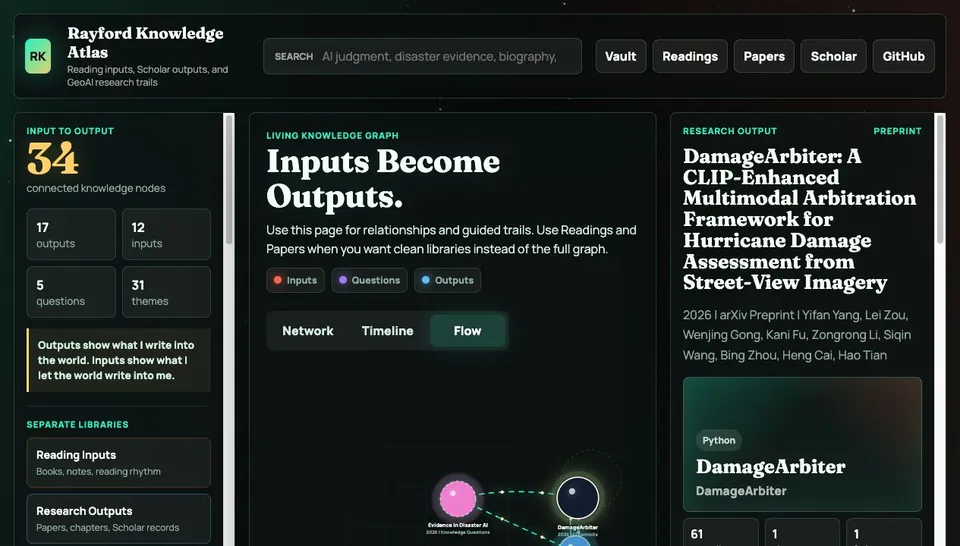 RK
Rayford Knowledge
Atlas
Reading inputs, Scholar outputs, and
GeoAI research trails
SEARCH AI judgment, disaster evidence, biography,
Vault
Readings
Papers
Scholar
GitHub
INPUT TO OUTPUT
34
connected knowledge nodes
17
outputs
12
inputs
5
questions
31
themes
Outputs show what I write into
the world. Inputs show what I
let the world write into me.
SEPARATE LIBRARIES
Reading Inputs
Books, notes, reading rhythm
Research Outputs
Papers, chapters, Scholar records
LIVING KNOWLEDGE GRAPH
Inputs Become
Outputs.
Use this page for relationships and guided trails. Use Readings and
Papers when you want clean libraries instead of the full graph.
Inputs
Questions
Outputs
Network
Timeline
Flow
Evidence in Disaster AI
2026 | Knowledge Questions
DamageArbiter
RESEARCH OUTPUT
PREPRINT
DamageArbiter: A
CLIP-Enhanced
Multimodal Arbitration
Framework for
Hurricane Damage
Assessment from
Street-View Imagery
2026 | arXiv Preprint | Yifan Yang, Lei Zou,
Wenjing Gong, Kani Fu, Zongrong Li, Siqin
Wang, Bing Zhou, Heng Cai, Hao Tian
Python
DamageArbiter
DamageArbiter
61
1
1